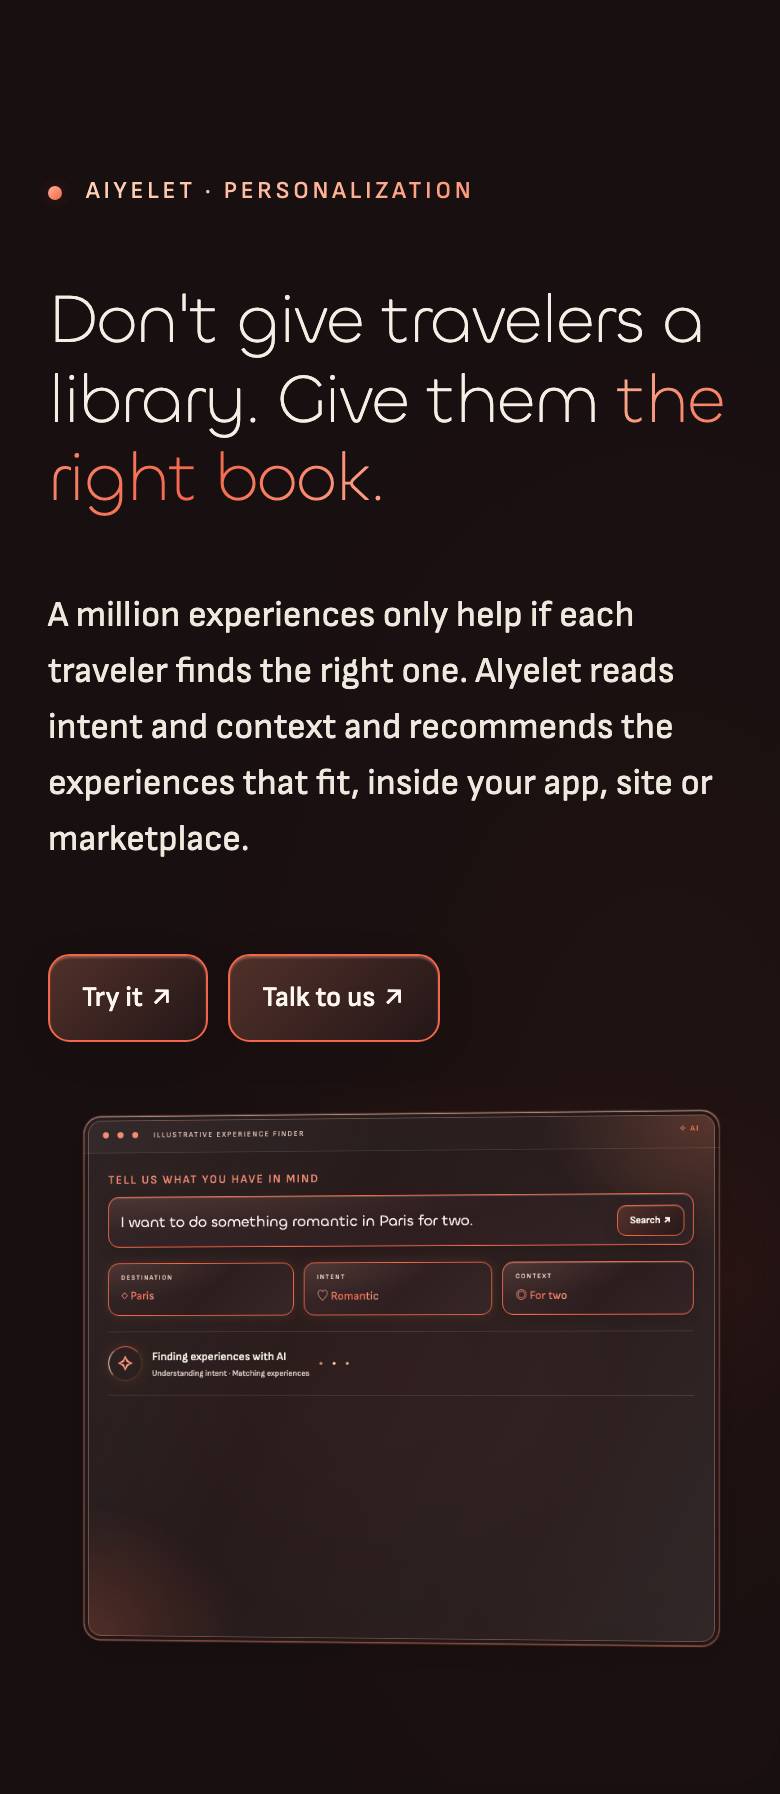 AIYELET · PERSONALIZATION
Don't give travelers a
library. Give them the
right book.
A million experiences only help if each
traveler finds the right one. AIyelet reads
intent and context and recommends the
experiences that fit, inside your app, site or
marketplace.
Try it ↗ Talk to us ↗
ILLUSTRATIVE EXPERIENCE FINDER AI
TELL US WHAT YOU HAVE IN MIND
I want to do something romantic in Paris for two. Search ↗
DESTINATION INTENT CONTEXT
Paris Romantic For two
Finding experiences with AI
Understanding intent · Matching experiences